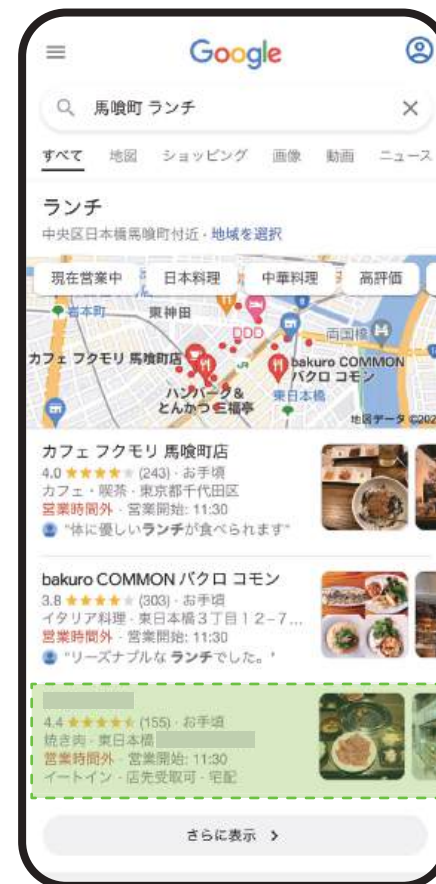 Google
馬喰町 ランチ
すべて 地図 ショッピング 画像 動画 ニュース
ランチ
中央区日本橋馬喰町付近・地域を選択
現在営業中 日本料理 中華料理 高評価
岩本町 東神田
DDD 両国橋
カフェ フクモリ 馬喰町店
bakuro COMMON
バクロ コモン
ハンバーグ&
とんかつ 三福亭
東日本橋
地図データ ©202
カフェ フクモリ 馬喰町店
4.0 ★★★★★ (243)・お手頃
カフェ・喫茶・東京都千代田区
営業時間外・営業開始: 11:30
"体に優しいランチが食べられます"
bakuro COMMON バクロ コモン
3.8 ★★★★★ (303)・お手頃
イタリア料理・東日本橋3丁目12−7...
営業時間外・営業開始: 11:30
"リーズナブルな ランチでした。"
4.4 ★★★★★ (155)・お手頃
焼き肉・東日本橋
営業時間外・営業開始: 11:30
イートイン・店先受取可・宅配
さらに表示 >